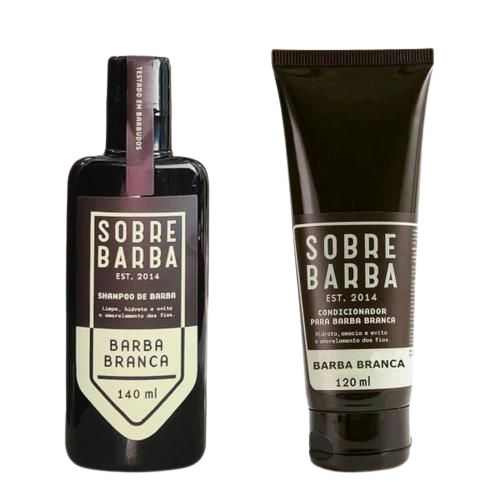 TESTADO EM BARBUDOS
SOBRE
BARBA
EST. 2014
SHAMPOO DE BARBA
Limpa, hidrata e evita
o amarelamento dos fios.
BARBA
BRANCA
140 ml
SOBRE
BARBA
EST. 2014
CONDICIONADOR
PARA BARBA BRANCA
Hidrata, amacia e evita
o amarelamento dos fios.
BARBA BRANCA
120 ml